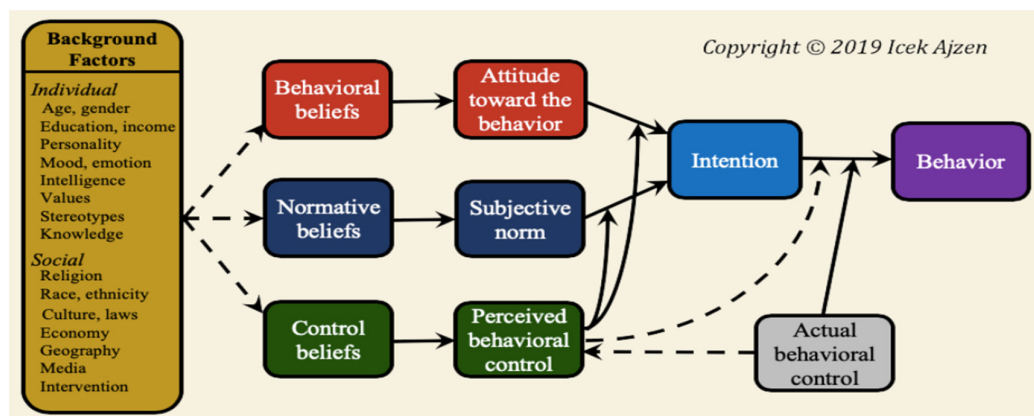 Background
Factors
Individual
Age, gender
Education, income
Personality
Mood, emotion
Intelligence
Values
Stereotypes
Knowledge
Social
Religion
Race, ethnicity
Culture, laws
Economy
Geography
Media
Intervention
Copyright © 2019 Icek Ajzen
Behavioral
beliefs
Attitude
toward the
behavior
Intention
Behavior
Normative
beliefs
Subjective
norm
Control
beliefs
Perceived
behavioral
control
Actual
behavioral
control